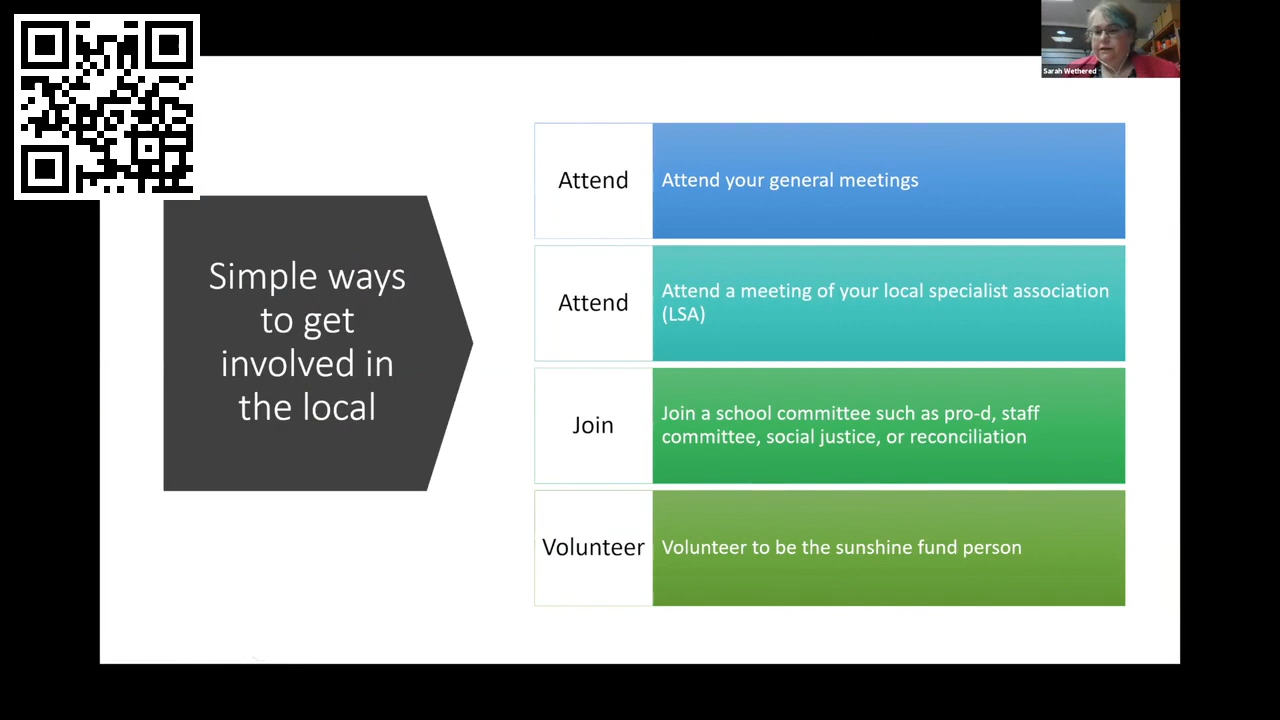 Sarah Wethered
Simple ways
to get
involved in
the local
Attend
Attend your general meetings
Attend
Attend a meeting of your local specialist association
(LSA)
Join
Join a school committee such as pro-d, staff
committee, social justice, or reconciliation
Volunteer
Volunteer to be the sunshine fund person